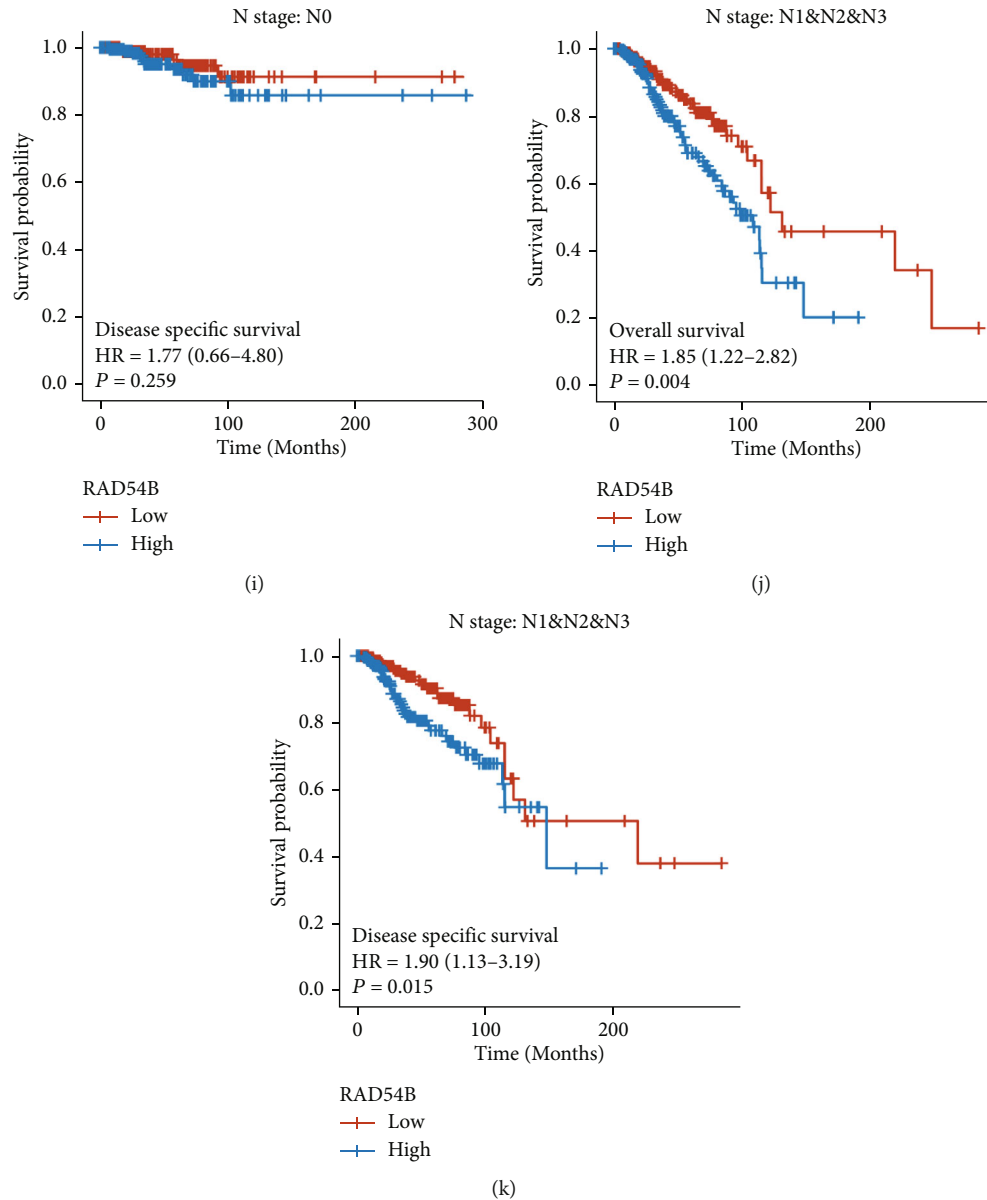 N stage: N0
1.0
0.8
0.6
0.4
0.2
0.0
Survival probability
Disease specific survival
HR = 1.77 (0.66–4.80)
P = 0.259
0 100 200 300
Time (Months)
RAD54B
Low
High
(i)
N stage: N1&N2&N3
1.0
0.8
0.6
0.4
0.2
0.0
Survival probability
Overall survival
HR = 1.85 (1.22–2.82)
P = 0.004
0 100 200
Time (Months)
RAD54B
Low
High
(j)
N stage: N1&N2&N3
1.0
0.8
0.6
0.4
0.2
0.0
Survival probability
Disease specific survival
HR = 1.90 (1.13–3.19)
P = 0.015
0 100 200
Time (Months)
RAD54B
Low
High
(k)